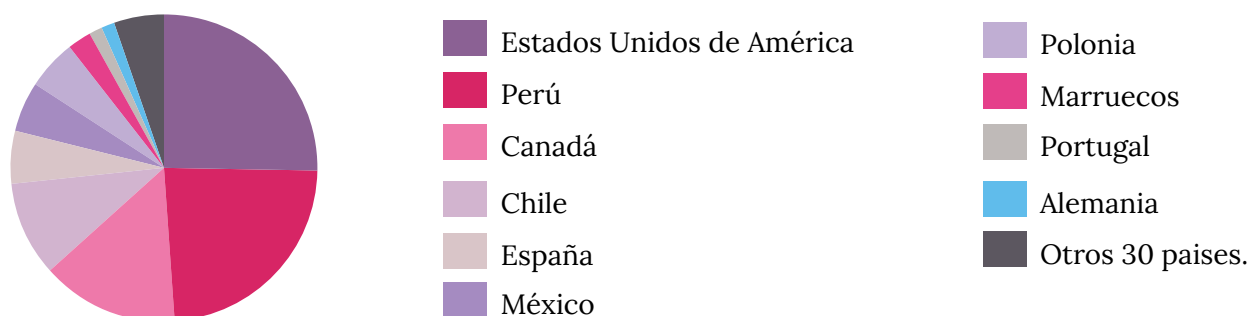 Estados Unidos de América
Perú
Canadá
Chile
España
México
Polonia
Marruecos
Portugal
Alemania
Otros 30 paises.